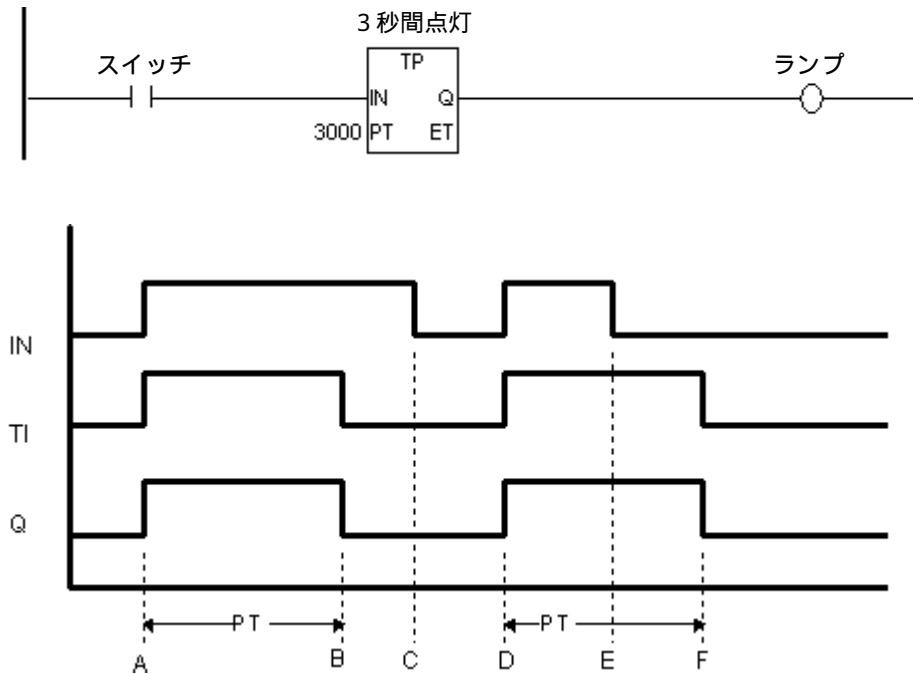 ３秒間点灯
スイッチ
TP
ランプ
IN Q
3000 PT ET
IN
TI
Q
PT PT
A B C D E F